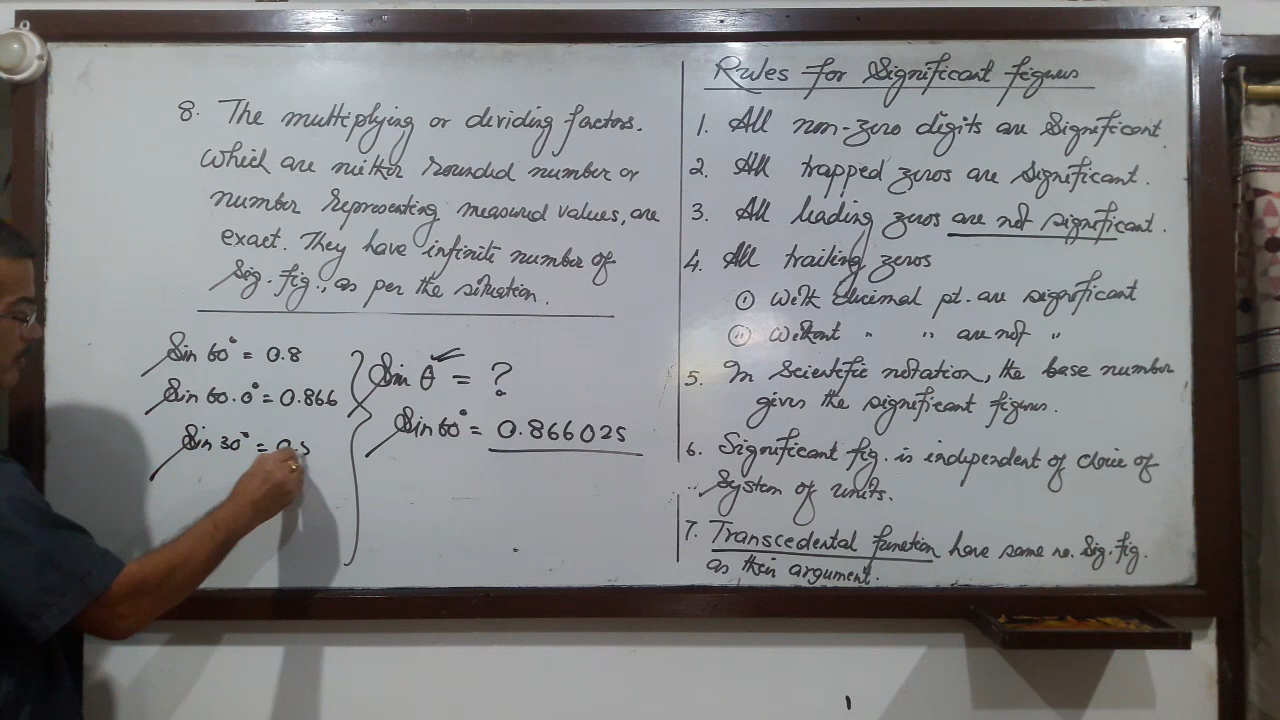 8. The multiplying or dividing factors.
Which are neither rounded number or
number representing measured values, are
exact. They have infinite number of
Sig. fig., as per the situation.
Sin 60° = 0.8
Sin 60.0° = 0.866
Sin 30° = 0.5
Sin θ = ?
Sin 60° = 0.866025
Rules for Significant figures
1. All non-zero digits are Significant.
2. All trapped zeros are significant.
3. All leading zeros are not significant.
4. All trailing zeros
(i) With decimal pt. are significant
(ii) Without " " are not "
5. In Scientific notation, the base number
gives the significant figures.
6. Significant fig. is independent of choice of
System of units.
7. Transcedental function have same no. Sig. fig.
as their argument.